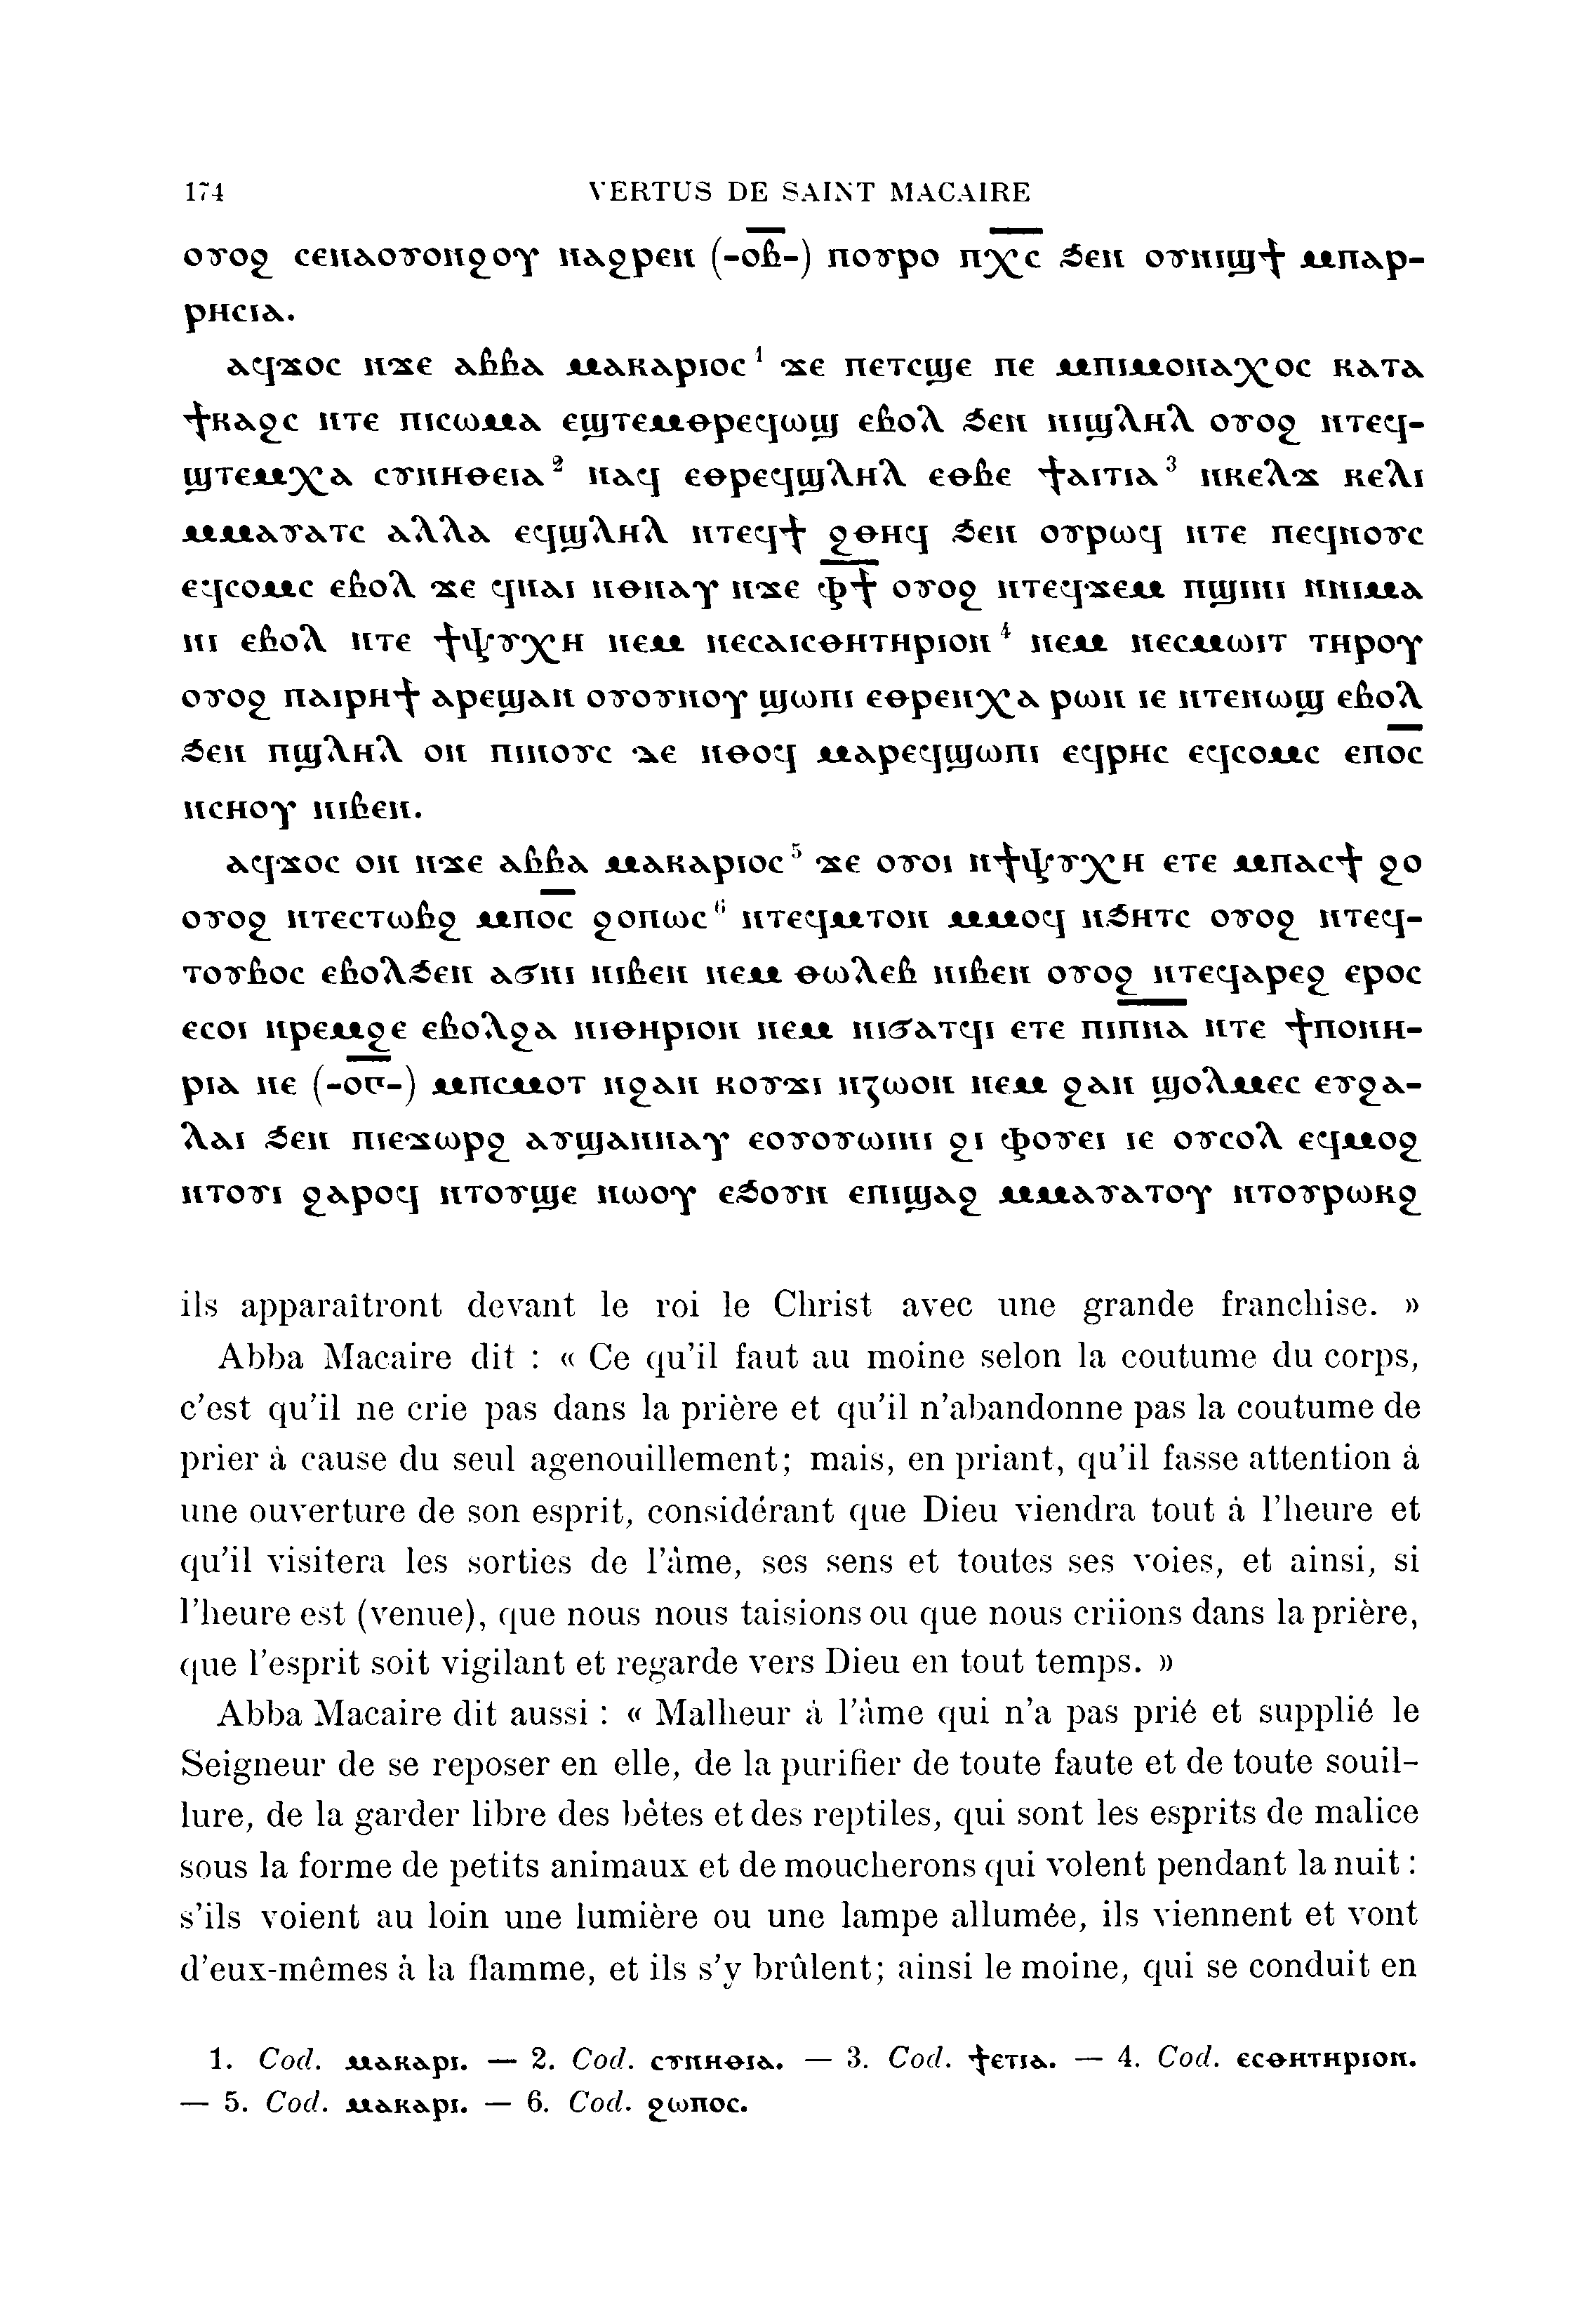 174 VERTUS DE SAINT MACAIRE
ⲟⲩⲟϩ ⲥⲉⲛⲁⲟⲩⲟⲛϩⲟⲩ ⲛⲁϩⲣⲉⲛ (-ⲟ̅ⲃ̅-) ⲡⲟⲩⲣⲟ ⲡⲭ̅ⲥ̅ ϧⲉⲛ ⲟⲩⲛⲓϣϯ ⲙⲡⲁⲣ-
ⲣⲏⲥⲓⲁ.
ⲁϥϫⲟⲥ ⲛϫⲉ ⲁⲃⲃⲁ ⲙⲁⲕⲁⲣⲓⲟⲥ¹ ϫⲉ ⲡⲉⲧⲥϣⲉ ⲡⲉ ⲙⲡⲓⲙⲟⲛⲁⲭⲟⲥ ⲕⲁⲧⲁ
ϯⲕⲁϩⲥ ⲛⲧⲉ ⲡⲓⲥⲱⲙⲁ ⲉϣⲧⲉⲙⲑⲣⲉϥⲱϣ ⲉⲃⲟⲗ ϧⲉⲛ ⲛⲓϣⲗⲏⲗ ⲟⲩⲟϩ ⲛⲧⲉϥ-
ϣⲧⲉⲙⲭⲁ ⲥⲩⲛⲏⲑⲉⲓⲁ² ⲛⲁϥ ⲉⲑⲣⲉϥϣⲗⲏⲗ ⲉⲑⲃⲉ ϯⲁⲓⲧⲓⲁ³ ⲛⲕⲉⲗϫ ⲕⲉⲗⲓ
ⲙⲙⲁⲩⲁⲧⲥ ⲁⲗⲗⲁ ⲉϥϣⲗⲏⲗ ⲛⲧⲉϥϯ ϩⲑⲏϥ ϧⲉⲛ ⲟⲩⲣⲱϥ ⲛⲧⲉ ⲡⲉϥⲛⲟⲩⲥ
ⲉϥⲥⲟⲙⲥ ⲉⲃⲟⲗ ϫⲉ ϥⲛⲁⲓ ⲛⲑⲛⲁⲩ ⲛϫⲉ ⲫ̅ϯ̅ ⲟⲩⲟϩ ⲛⲧⲉϥϫⲉⲙ ⲡϣⲓⲛⲓ ⲛⲛⲓⲙⲁ
ⲛⲓ ⲉⲃⲟⲗ ⲛⲧⲉ ϯⲯⲩⲭⲏ ⲛⲉⲙ ⲛⲉⲥⲁⲓⲥⲑⲏⲧⲏⲣⲓⲟⲛ⁴ ⲛⲉⲙ ⲛⲉⲥⲙⲱⲓⲧ ⲧⲏⲣⲟⲩ
ⲟⲩⲟϩ ⲡⲁⲓⲣⲏϯ ⲁⲣⲉϣⲁⲛ ⲟⲩⲟⲩⲛⲟⲩ ϣⲱⲡⲓ ⲉⲑⲣⲉⲛⲭⲁ ⲣⲱⲛ ⲓⲉ ⲛⲧⲉⲛⲱϣ ⲉⲃⲟⲗ
ϧⲉⲛ ⲡϣⲗⲏⲗ ⲟⲛ ⲡⲓⲛⲟⲩⲥ ⲇⲉ ⲛⲑⲟϥ ⲙⲁⲣⲉϥϣⲱⲡⲓ ⲉϥⲣⲏⲥ ⲉϥⲥⲟⲙⲥ ⲉⲡⲟ̅ⲥ̅
ⲛⲥⲏⲟⲩ ⲛⲓⲃⲉⲛ.
ⲁϥϫⲟⲥ ⲟⲛ ⲛϫⲉ ⲁⲃⲃⲁ ⲙⲁⲕⲁⲣⲓⲟⲥ⁵ ϫⲉ ⲟⲩⲟⲓ ⲛϯⲯⲩⲭⲏ ⲉⲧⲉ ⲙⲡⲁⲥϯ ϩⲟ
ⲟⲩⲟϩ ⲛⲧⲉⲥⲧⲱⲃϩ ⲙⲡⲟ̅ⲥ̅ ϩⲟⲡⲱⲥ⁶ ⲛⲧⲉϥⲙⲧⲟⲛ ⲙⲙⲟϥ ⲛϧⲏⲧⲥ ⲟⲩⲟϩ ⲛⲧⲉϥ-
ⲧⲟⲩⲃⲟⲥ ⲉⲃⲟⲗϧⲉⲛ ⲁϭⲛⲓ ⲛⲓⲃⲉⲛ ⲛⲉⲙ ⲑⲱⲗⲉⲃ ⲛⲓⲃⲉⲛ ⲟⲩⲟϩ ⲛⲧⲉϥⲁⲣⲉϩ ⲉⲣⲟⲥ
ⲉⲥⲟⲓ ⲛⲣⲉⲙϩⲉ ⲉⲃⲟⲗϩⲁ ⲛⲓⲑⲏⲣⲓⲟⲛ ⲛⲉⲙ ⲛⲓϭⲁⲧϥⲓ ⲉⲧⲉ ⲡⲓⲡ̅ⲛ̅ⲁ̅ ⲛⲧⲉ ϯⲡⲟⲛⲏ-
ⲣⲓⲁ ⲛⲉ (-ⲟ̅ⲅ̅-) ⲙⲡⲥⲙⲟⲧ ⲛϩⲁⲛ ⲕⲟⲩϫⲓ ⲛⲍⲱⲟⲛ ⲛⲉⲙ ϩⲁⲛ ϣⲟⲗⲙⲉⲥ ⲉⲩϩⲁ-
ⲗⲁⲓ ϧⲉⲛ ⲡⲓⲉϫⲱⲣϩ ⲁⲩϣⲁⲛⲛⲁⲩ ⲉⲟⲩⲟⲩⲱⲓⲛⲓ ϩⲓ ⲫⲟⲩⲉⲓ ⲓⲉ ⲟⲩⲥⲟⲗ ⲉϥⲙⲟϩ
ⲛⲧⲟⲩⲓ ϩⲁⲣⲟϥ ⲛⲧⲟⲩϣⲉ ⲛⲱⲟⲩ ⲉϧⲟⲩⲛ ⲉⲡⲓϣⲁϩ ⲙⲙⲁⲩⲁⲧⲟⲩ ⲛⲧⲟⲩⲣⲱⲕϩ
ils apparaîtront devant le roi le Christ avec une grande franchise. »
Abba Macaire dit : « Ce qu'il faut au moine selon la coutume du corps,
c'est qu'il ne crie pas dans la prière et qu'il n'abandonne pas la coutume de
prier à cause du seul agenouillement; mais, en priant, qu'il fasse attention à
une ouverture de son esprit, considérant que Dieu viendra tout à l'heure et
qu'il visitera les sorties de l'âme, ses sens et toutes ses voies, et ainsi, si
l'heure est (venue), que nous nous taisions ou que nous criions dans la prière,
que l'esprit soit vigilant et regarde vers Dieu en tout temps. »
Abba Macaire dit aussi : « Malheur à l'âme qui n'a pas prié et supplié le
Seigneur de se reposer en elle, de la purifier de toute faute et de toute souil-
lure, de la garder libre des bêtes et des reptiles, qui sont les esprits de malice
sous la forme de petits animaux et de moucherons qui volent pendant la nuit :
s'ils voient au loin une lumière ou une lampe allumée, ils viennent et vont
d'eux-mêmes à la flamme, et ils s'y brûlent; ainsi le moine, qui se conduit en
1. Cod. ⲙⲁⲕⲁⲣⲓ. — 2. Cod. ⲥⲩⲛⲏⲑⲓⲁ. — 3. Cod. ϯⲉⲧⲓⲁ. — 4. Cod. ⲉⲥⲑⲏⲧⲏⲣⲓⲟⲛ.
— 5. Cod. ⲙⲁⲕⲁⲣⲓ. — 6. Cod. ϩⲱⲡⲟⲥ.